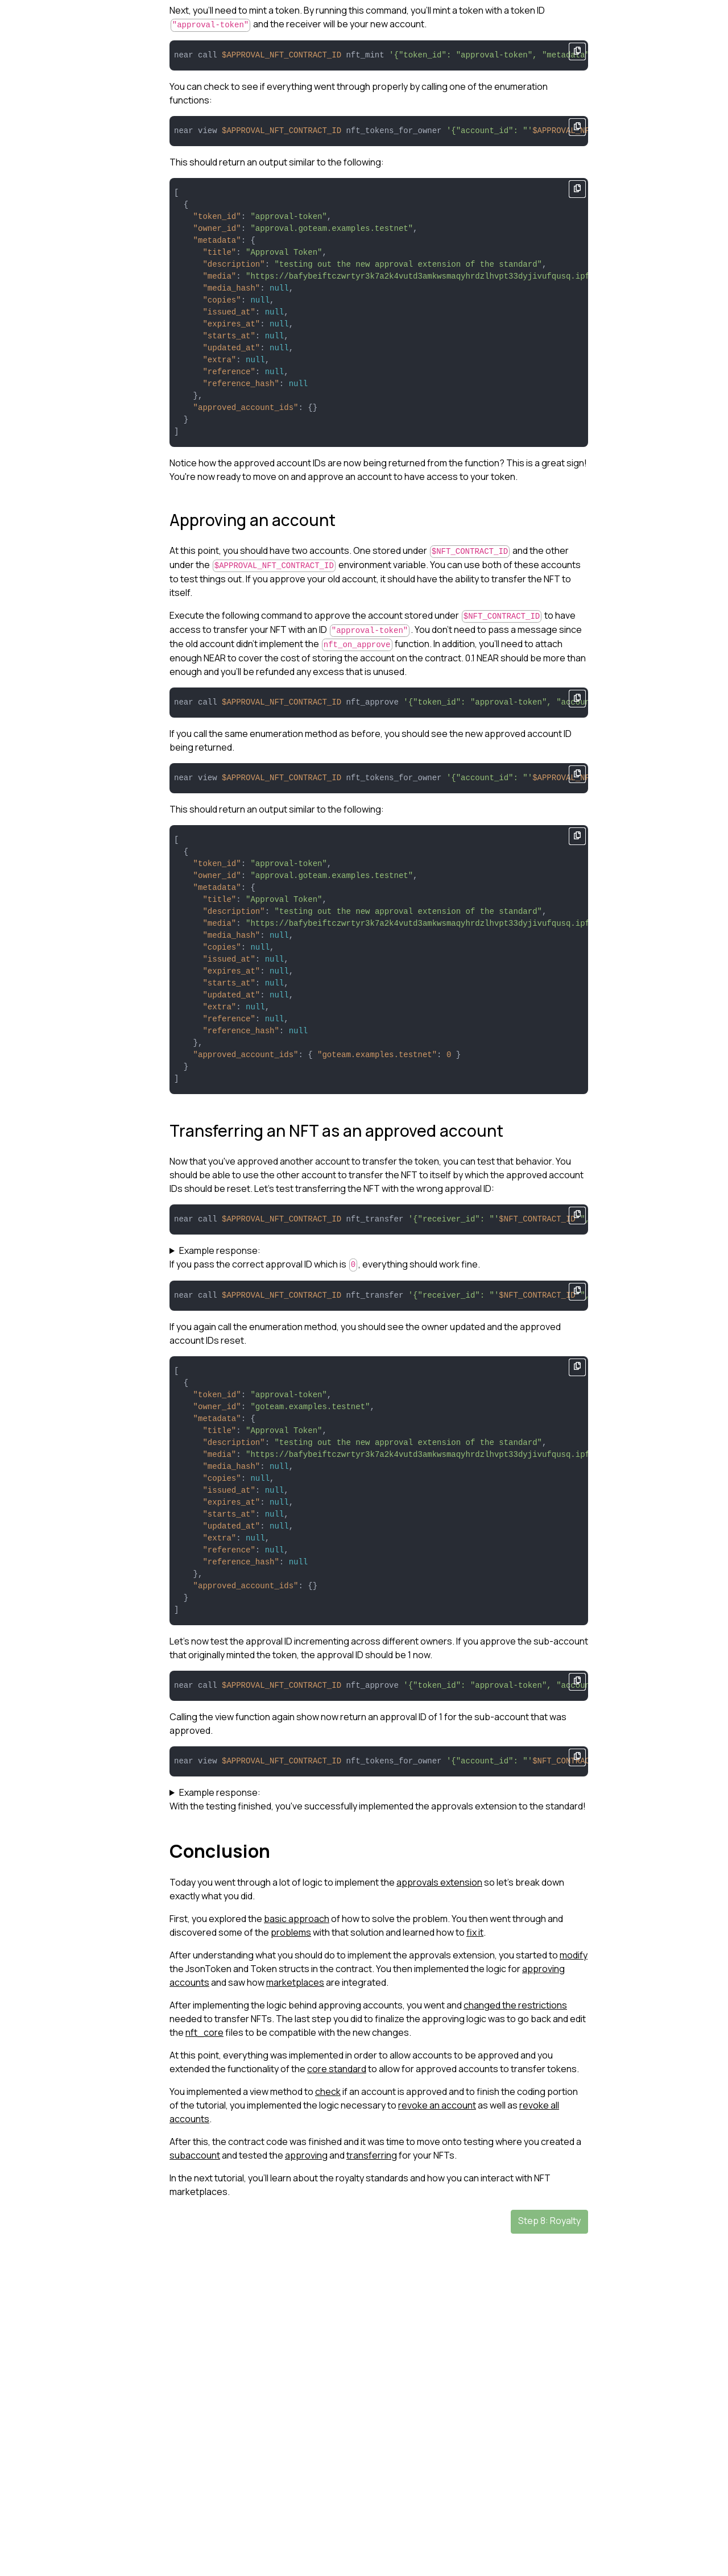 Next, you'll need to mint a token. By running this command, you'll mint a token with a token ID
"approval-token" and the receiver will be your new account.
near call $APPROVAL_NFT_CONTRACT_ID nft_mint '{"token_id": "approval-token", "metadata"
You can check to see if everything went through properly by calling one of the enumeration
functions:
near view $APPROVAL_NFT_CONTRACT_ID nft_tokens_for_owner '{"account_id": "'$APPROVAL_NF
This should return an output similar to the following:
[
  {
    "token_id": "approval-token",
    "owner_id": "approval.goteam.examples.testnet",
    "metadata": {
      "title": "Approval Token",
      "description": "testing out the new approval extension of the standard",
      "media": "https://bafybeiftczwrtyr3k7a2k4vutd3amkwsmaqyhrdzlhvpt33dyjivufqusq.ipf
      "media_hash": null,
      "copies": null,
      "issued_at": null,
      "expires_at": null,
      "starts_at": null,
      "updated_at": null,
      "extra": null,
      "reference": null,
      "reference_hash": null
    },
    "approved_account_ids": {}
  }
]
Notice how the approved account IDs are now being returned from the function? This is a great sign!
You're now ready to move on and approve an account to have access to your token.
Approving an account
At this point, you should have two accounts. One stored under $NFT_CONTRACT_ID and the other
under the $APPROVAL_NFT_CONTRACT_ID environment variable. You can use both of these accounts
to test things out. If you approve your old account, it should have the ability to transfer the NFT to
itself.
Execute the following command to approve the account stored under $NFT_CONTRACT_ID to have
access to transfer your NFT with an ID "approval-token". You don't need to pass a message since
the old account didn't implement the nft_on_approve function. In addition, you'll need to attach
enough NEAR to cover the cost of storing the account on the contract. 0.1 NEAR should be more than
enough and you'll be refunded any excess that is unused.
near call $APPROVAL_NFT_CONTRACT_ID nft_approve '{"token_id": "approval-token", "accoun
If you call the same enumeration method as before, you should see the new approved account ID
being returned.
near view $APPROVAL_NFT_CONTRACT_ID nft_tokens_for_owner '{"account_id": "'$APPROVAL_NF
This should return an output similar to the following:
[
  {
    "token_id": "approval-token",
    "owner_id": "approval.goteam.examples.testnet",
    "metadata": {
      "title": "Approval Token",
      "description": "testing out the new approval extension of the standard",
      "media": "https://bafybeiftczwrtyr3k7a2k4vutd3amkwsmaqyhrdzlhvpt33dyjivufqusq.ipf
      "media_hash": null,
      "copies": null,
      "issued_at": null,
      "expires_at": null,
      "starts_at": null,
      "updated_at": null,
      "extra": null,
      "reference": null,
      "reference_hash": null
    },
    "approved_account_ids": { "goteam.examples.testnet": 0 }
  }
]
Transferring an NFT as an approved account
Now that you've approved another account to transfer the token, you can test that behavior. You
should be able to use the other account to transfer the NFT to itself by which the approved account
IDs should be reset. Let's test transferring the NFT with the wrong approval ID:
near call $APPROVAL_NFT_CONTRACT_ID nft_transfer '{"receiver_id": "'$NFT_CONTRACT_ID'",
Example response:
If you pass the correct approval ID which is 0, everything should work fine.
near call $APPROVAL_NFT_CONTRACT_ID nft_transfer '{"receiver_id": "'$NFT_CONTRACT_ID'",
If you again call the enumeration method, you should see the owner updated and the approved
account IDs reset.
[
  {
    "token_id": "approval-token",
    "owner_id": "goteam.examples.testnet",
    "metadata": {
      "title": "Approval Token",
      "description": "testing out the new approval extension of the standard",
      "media": "https://bafybeiftczwrtyr3k7a2k4vutd3amkwsmaqyhrdzlhvpt33dyjivufqusq.ipf
      "media_hash": null,
      "copies": null,
      "issued_at": null,
      "expires_at": null,
      "starts_at": null,
      "updated_at": null,
      "extra": null,
      "reference": null,
      "reference_hash": null
    },
    "approved_account_ids": {}
  }
]
Let's now test the approval ID incrementing across different owners. If you approve the sub-account
that originally minted the token, the approval ID should be 1 now.
near call $APPROVAL_NFT_CONTRACT_ID nft_approve '{"token_id": "approval-token", "accoun
Calling the view function again show now return an approval ID of 1 for the sub-account that was
approved.
near view $APPROVAL_NFT_CONTRACT_ID nft_tokens_for_owner '{"account_id": "'$NFT_CONTRAC
Example response:
With the testing finished, you've successfully implemented the approvals extension to the standard!
Conclusion
Today you went through a lot of logic to implement the approvals extension so let's break down
exactly what you did.
First, you explored the basic approach of how to solve the problem. You then went through and
discovered some of the problems with that solution and learned how to fix it.
After understanding what you should do to implement the approvals extension, you started to modify
the JsonToken and Token structs in the contract. You then implemented the logic for approving
accounts and saw how marketplaces are integrated.
After implementing the logic behind approving accounts, you went and changed the restrictions
needed to transfer NFTs. The last step you did to finalize the approving logic was to go back and edit
the nft_core files to be compatible with the new changes.
At this point, everything was implemented in order to allow accounts to be approved and you
extended the functionality of the core standard to allow for approved accounts to transfer tokens.
You implemented a view method to check if an account is approved and to finish the coding portion
of the tutorial, you implemented the logic necessary to revoke an account as well as revoke all
accounts.
After this, the contract code was finished and it was time to move onto testing where you created a
subaccount and tested the approving and transferring for your NFTs.
In the next tutorial, you'll learn about the royalty standards and how you can interact with NFT
marketplaces.
Step 8: Royalty